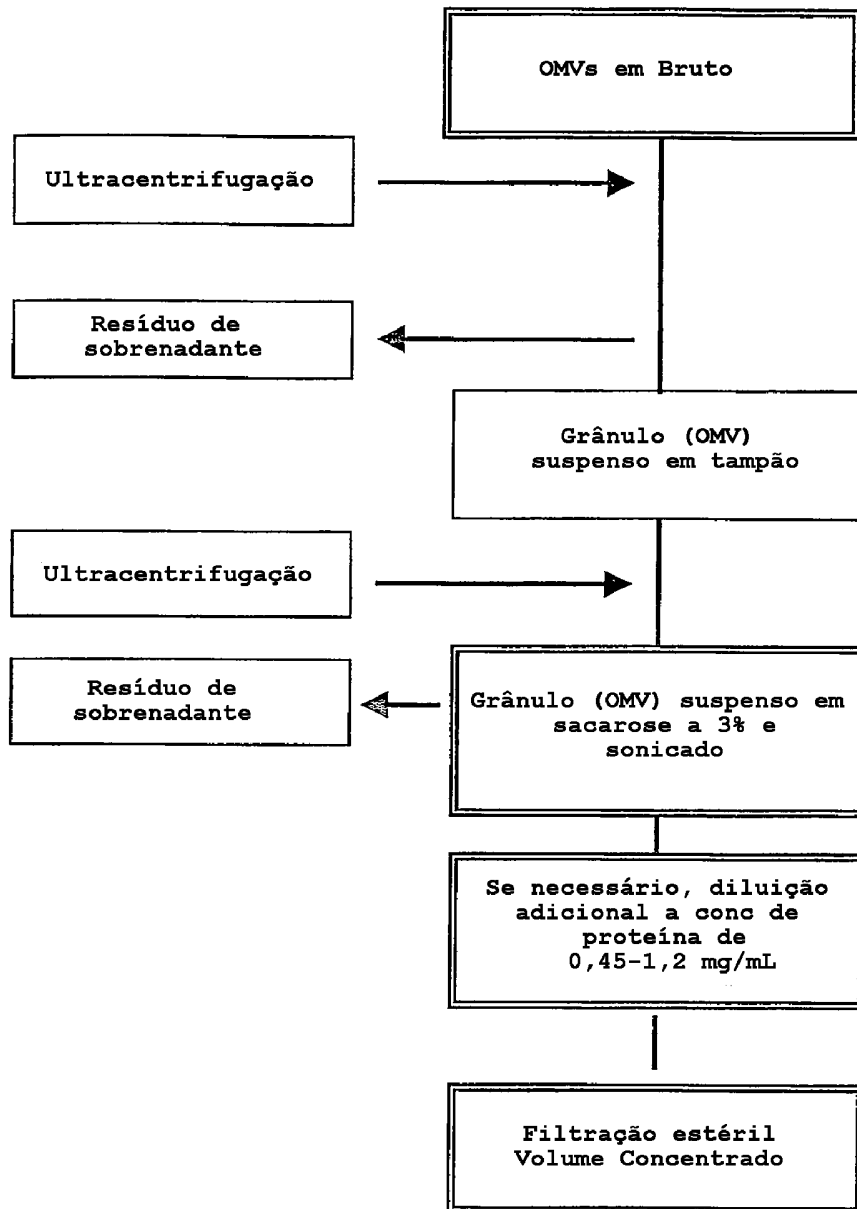 OMVs em Bruto
Ultracentrifugação
Resíduo de
sobrenadante
Grânulo (OMV)
suspenso em tampão
Ultracentrifugação
Resíduo de
sobrenadante
Grânulo (OMV) suspenso em
sacarose a 3% e
sonicado
Se necessário, diluição
adicional a conc de
proteína de
0,45-1,2 mg/mL
Filtração estéril
Volume Concentrado